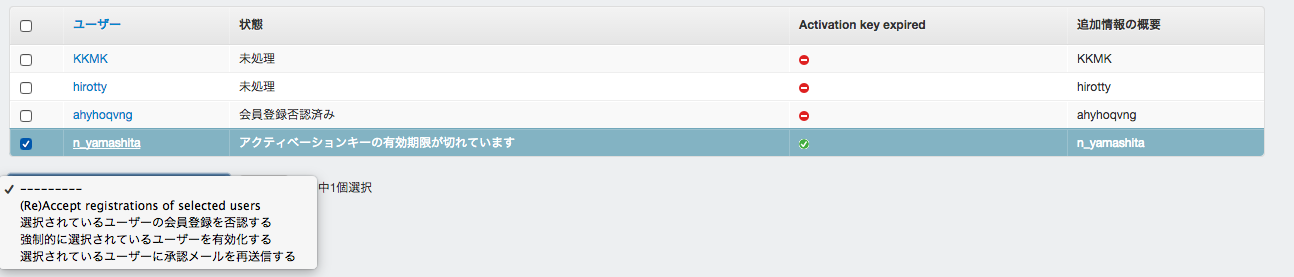 ユーザー 状態 Activation key expired 追加情報の概要
KKMK 未処理 KKMK
hirotty 未処理 hirotty
ahyhoqvng 会員登録否認済み ahyhoqvng
n_yamashita アクティベーションキーの有効期限が切れています n_yamashita
中1個選択
✓ ---------
(Re)Accept registrations of selected users
選択されているユーザーの会員登録を否認する
強制的に選択されているユーザーを有効化する
選択されているユーザーに承認メールを再送信する